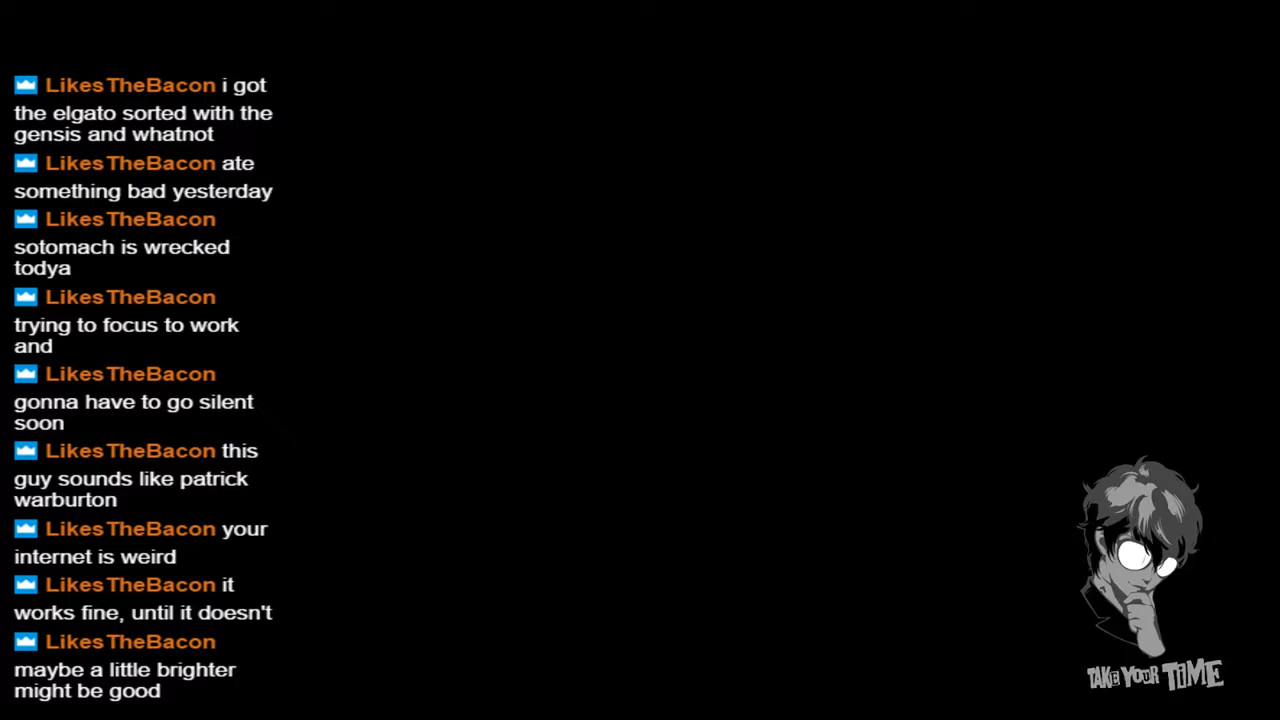 LikesTheBacon i got
the elgato sorted with the
gensis and whatnot
LikesTheBacon ate
something bad yesterday
LikesTheBacon
sotomach is wrecked
todya
LikesTheBacon
trying to focus to work
and
LikesTheBacon
gonna have to go silent
soon
LikesTheBacon this
guy sounds like patrick
warburton
LikesTheBacon your
internet is weird
LikesTheBacon it
works fine, until it doesn't
LikesTheBacon
maybe a little brighter
might be good
TAKE YOUR TIME